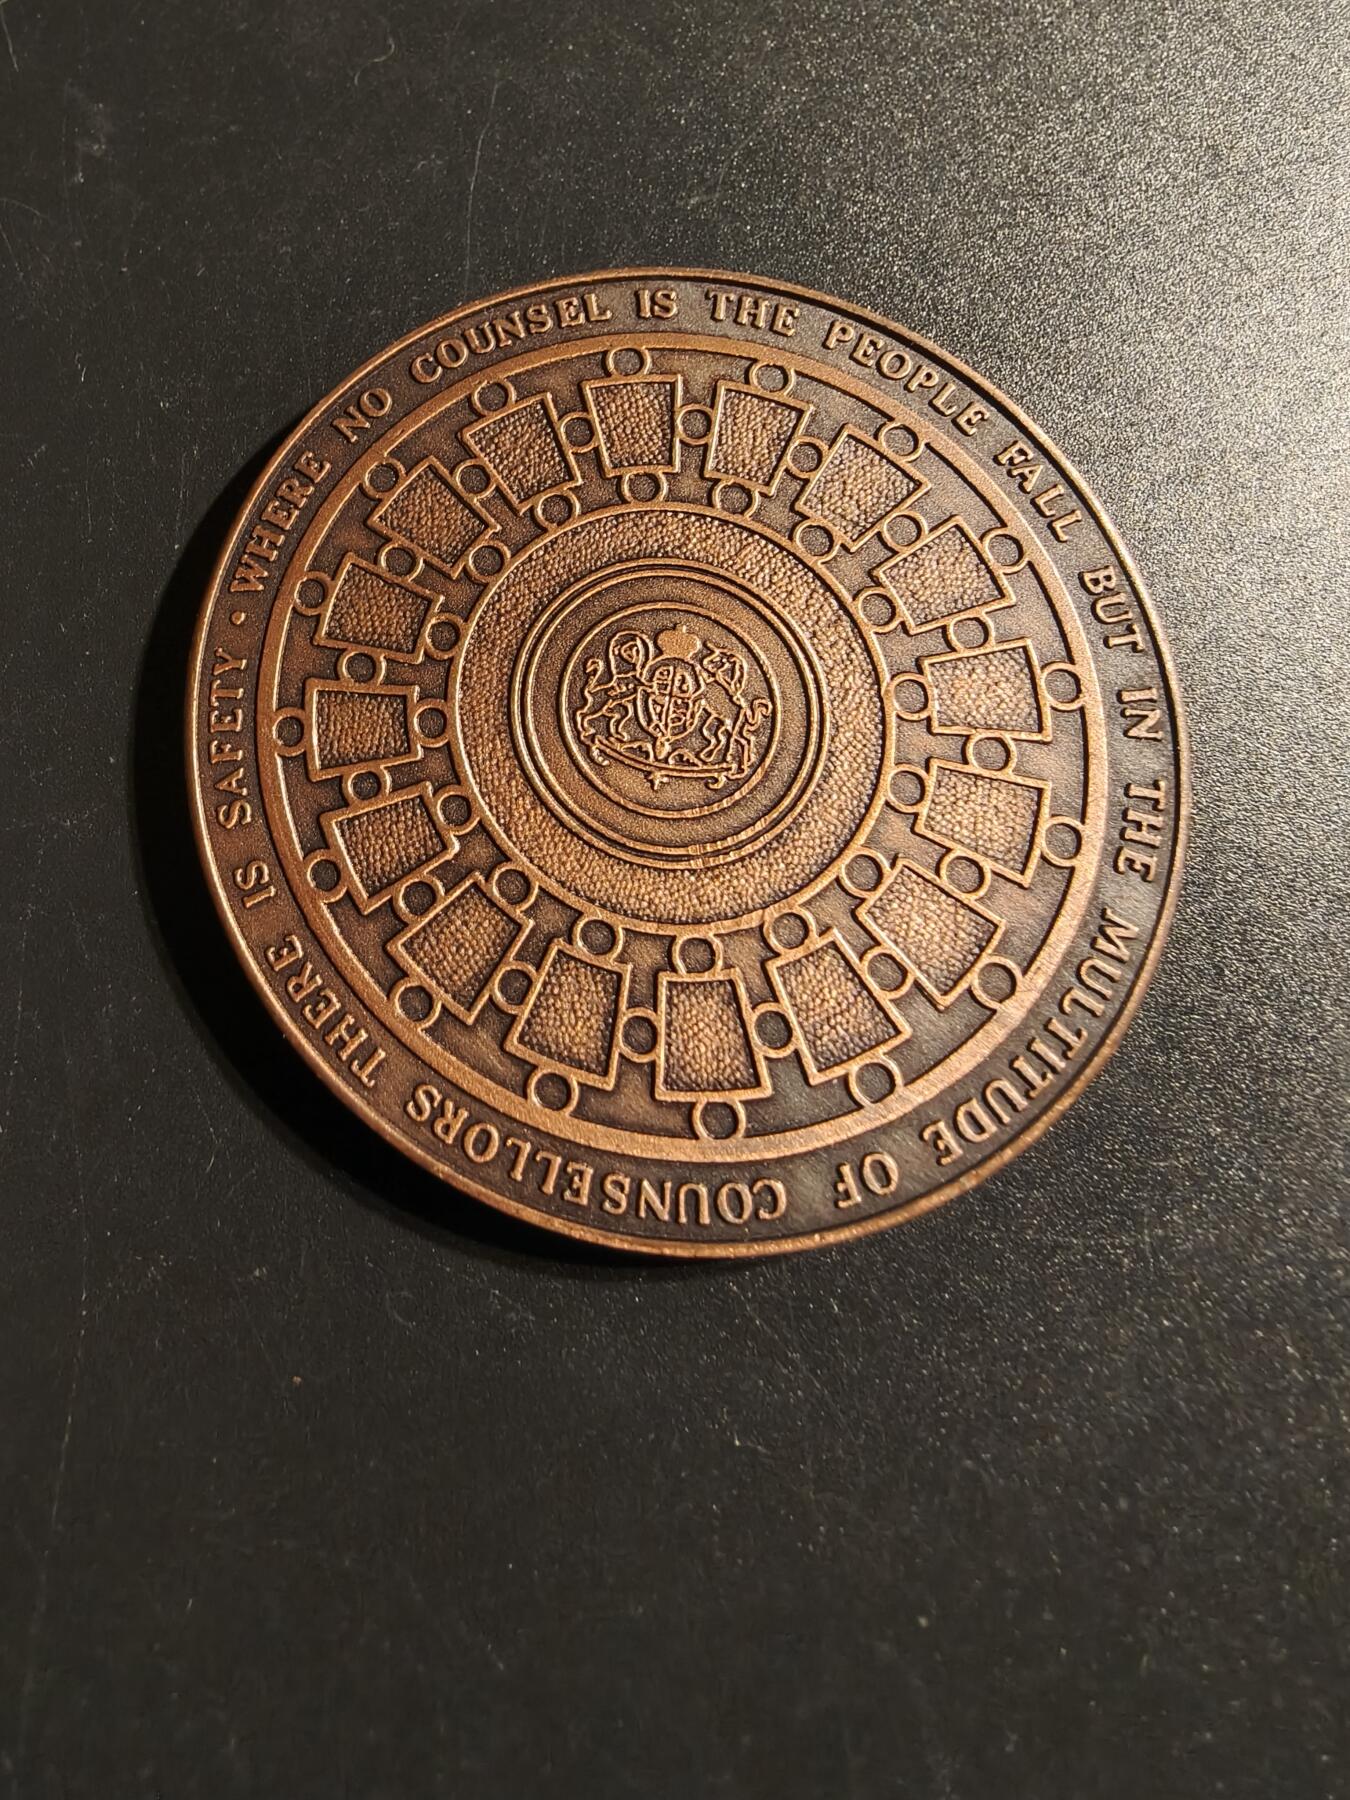 WHERE NO COUNSEL IS THE PEOPLE FALL BUT IN THE MULTITUDE OF COUNSELLORS THERE IS SAFETY •